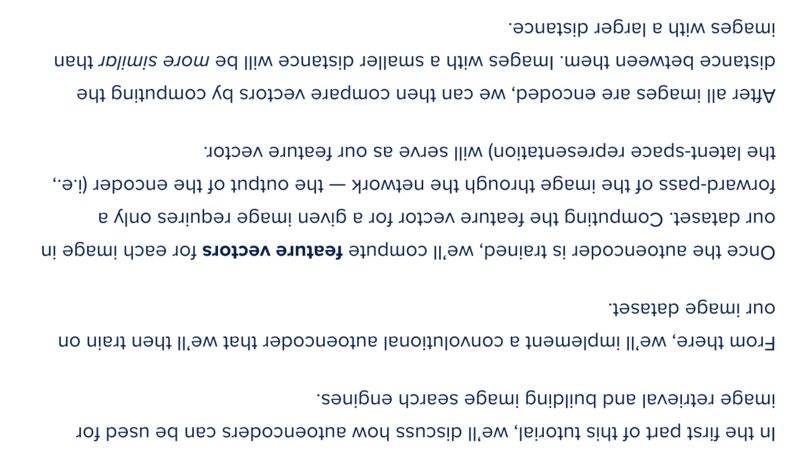 In the first part of this tutorial, we'll discuss how autoencoders can be used for
image retrieval and building image search engines.
From there, we'll implement a convolutional autoencoder that we'll then train on
our image dataset.
Once the autoencoder is trained, we'll compute feature vectors for each image in
our dataset. Computing the feature vector for a given image requires only a
forward-pass of the image through the network — the output of the encoder (i.e.,
the latent-space representation) will serve as our feature vector.
After all images are encoded, we can then compare vectors by computing the
distance between them. Images with a smaller distance will be more similar than
images with a larger distance.